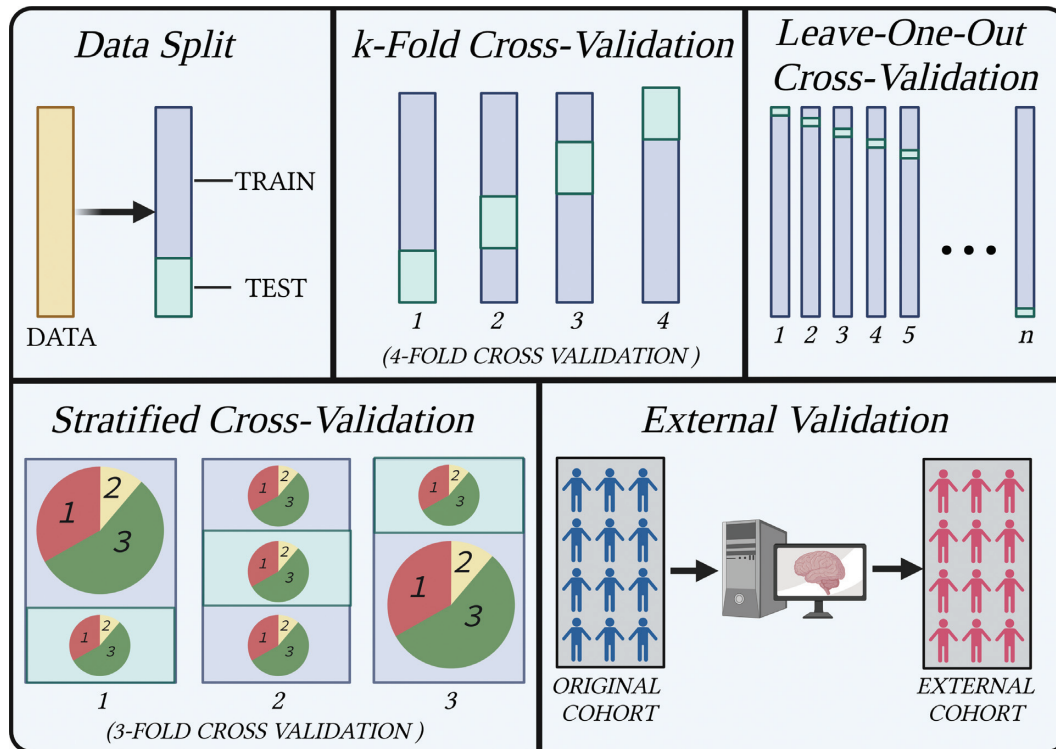 Data Split
TRAIN
TEST
DATA
k-Fold Cross-Validation
1 2 3 4
(4-FOLD CROSS VALIDATION)
Leave-One-Out
Cross-Validation
1 2 3 4 5 n
Stratified Cross-Validation
1 2 3
1 2 3
1 2 3
1 2 3
1 2 3
1 2 3
1 2 3
1 2 3
(3-FOLD CROSS VALIDATION)
External Validation
ORIGINAL
COHORT
EXTERNAL
COHORT